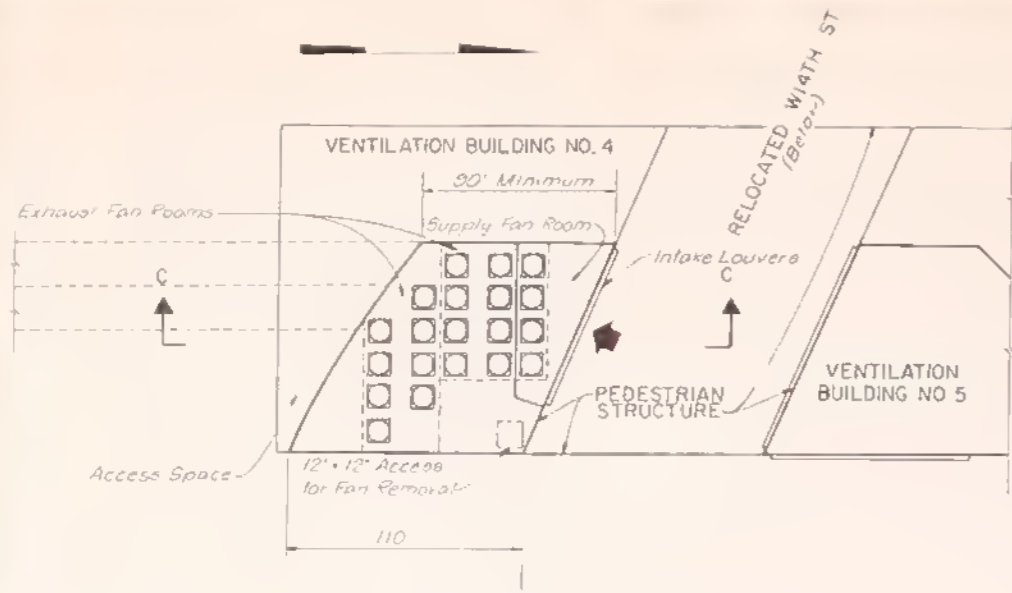 VENTILATION BUILDING NO. 4
90' Minimum
Exhaust Fan Rooms
Supply Fan Room
RELOCATED W 14TH ST
(Below)
Intake Louvers
C
C
PEDESTRIAN
STRUCTURE
VENTILATION
BUILDING NO 5
Access Space
12' × 12' Access
for Fan Removal
110